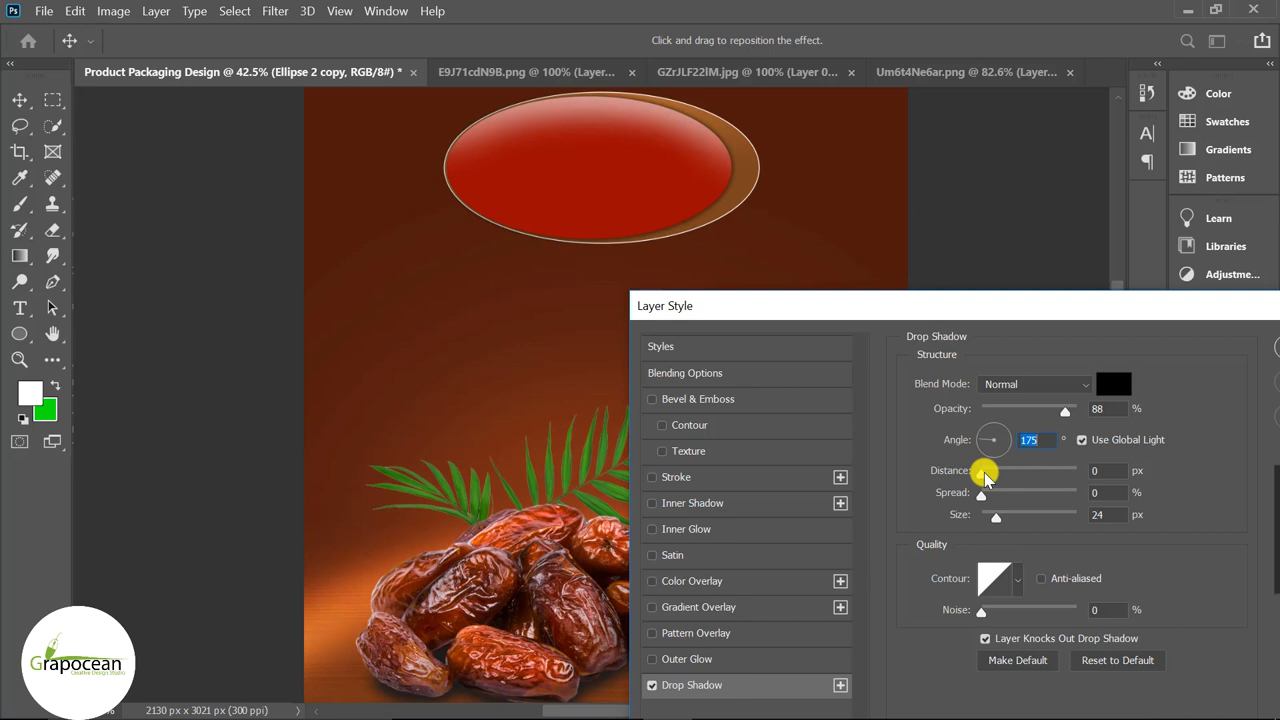 Ps File Edit Image Layer Type Select Filter 3D View Window Help
Click and drag to reposition the effect.
Product Packaging Design @ 42.5% (Ellipse 2 copy, RGB/8#) * × E9J71cdN9B.png @ 100% (Layer... × GZrJLF22lM.jpg @ 100% (Layer 0... × Um6t4Ne6ar.png @ 82.6% (Layer... ×
Color
Swatches
Gradients
Patterns
Learn
Libraries
Adjustme...
Layer Style
Styles
Blending Options
Bevel & Emboss
Contour
Texture
Stroke
Inner Shadow
Inner Glow
Satin
Color Overlay
Gradient Overlay
Pattern Overlay
Outer Glow
Drop Shadow
Drop Shadow
Structure
Blend Mode: Normal
Opacity: 88 %
Angle: 175 ° Use Global Light
Distance: 0 px
Spread: 0 %
Size: 24 px
Quality
Contour: Anti-aliased
Noise: 0 %
Layer Knocks Out Drop Shadow
Make Default Reset to Default
Grapocean
Creative Design Studio
% 2130 px x 3021 px (300 ppi)